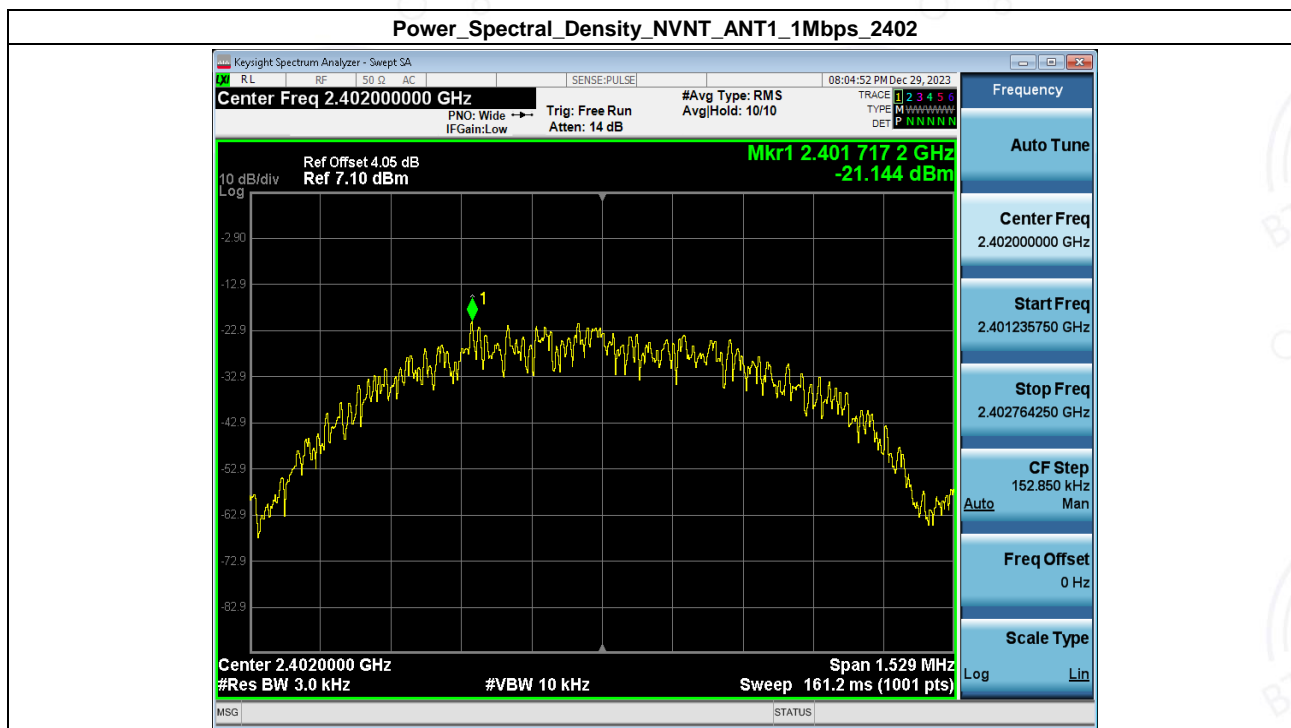 Power_Spectral_Density_NVNT_ANT1_1Mbps_2402
Keysight Spectrum Analyzer - Swept SA
LXI RL RF 50 Ω AC SENSE:PULSE 08:04:52 PM Dec 29, 2023
Center Freq 2.402000000 GHz
PNO: Wide
IFGain:Low
Trig: Free Run
Atten: 14 dB
#Avg Type: RMS
Avg|Hold: 10/10
TRACE 1 2 3 4 5 6
TYPE M WWWWW
DET P N N N N N
Mkr1 2.401 717 2 GHz
-21.144 dBm
Ref Offset 4.05 dB
10 dB/div Ref 7.10 dBm
Log
-2.90
-12.9
1
-22.9
-32.9
-42.9
-52.9
-62.9
-72.9
-82.9
Center 2.4020000 GHz Span 1.529 MHz
#Res BW 3.0 kHz #VBW 10 kHz Sweep 161.2 ms (1001 pts)
MSG STATUS
Frequency
Auto Tune
Center Freq
2.402000000 GHz
Start Freq
2.401235750 GHz
Stop Freq
2.402764250 GHz
CF Step
152.850 kHz
Auto Man
Freq Offset
0 Hz
Scale Type
Log Lin